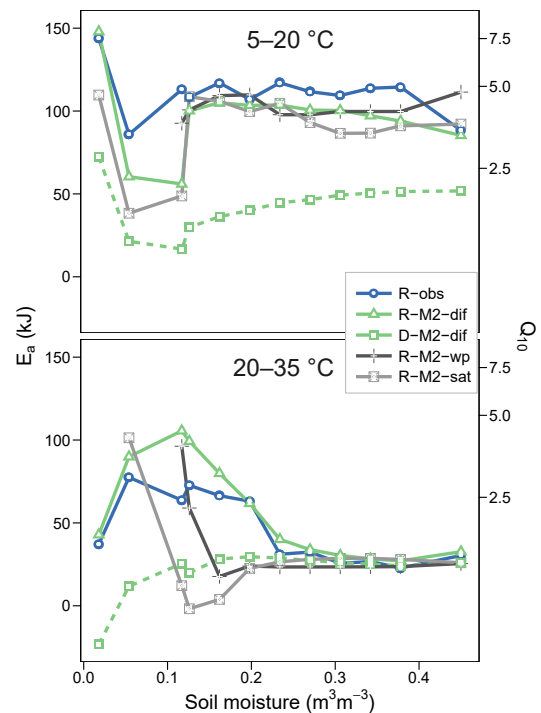 5–20 °C
150
100
50
0
7.5
5.0
2.5
R−obs
R−M2−dif
D−M2−dif
R−M2−wp
R−M2−sat
Eₐ (kJ)
Q₁₀
20–35 °C
150
100
50
0
7.5
5.0
2.5
0.0 0.1 0.2 0.3 0.4
Soil moisture (m³m⁻³)